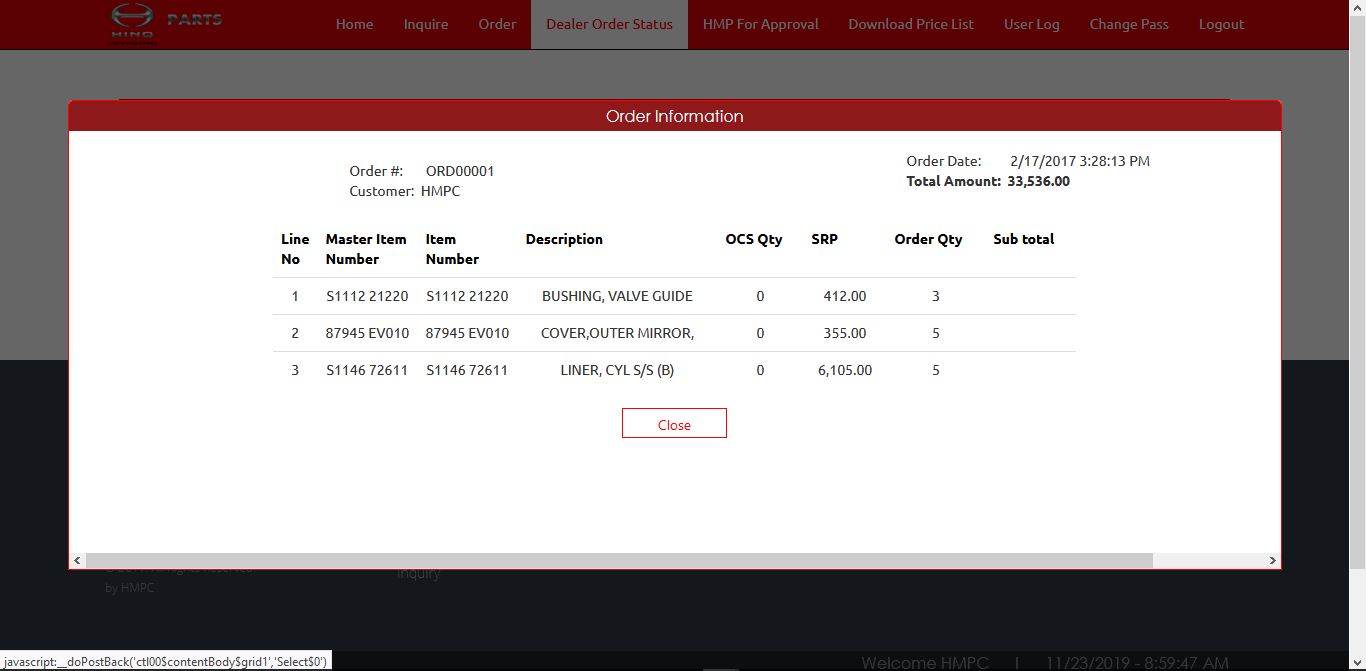 HINO PARTS
Home Inquire Order Dealer Order Status HMP For Approval Download Price List User Log Change Pass Logout
Order Information
Order #: ORD00001
Customer: HMPC
Order Date: 2/17/2017 3:28:13 PM
Total Amount: 33,536.00
Line No Master Item Number Item Number Description OCS Qty SRP Order Qty Sub total
1 S1112 21220 S1112 21220 BUSHING, VALVE GUIDE 0 412.00 3
2 87945 EV010 87945 EV010 COVER,OUTER MIRROR, 0 355.00 5
3 S1146 72611 S1146 72611 LINER, CYL S/S (B) 0 6,105.00 5
Close
Inquiry
by HMPC
javascript:__doPostBack('ctl00$contentBody$grid1','Select$0')
Welcome HMPC | 11/23/2019 - 8:59:47 AM